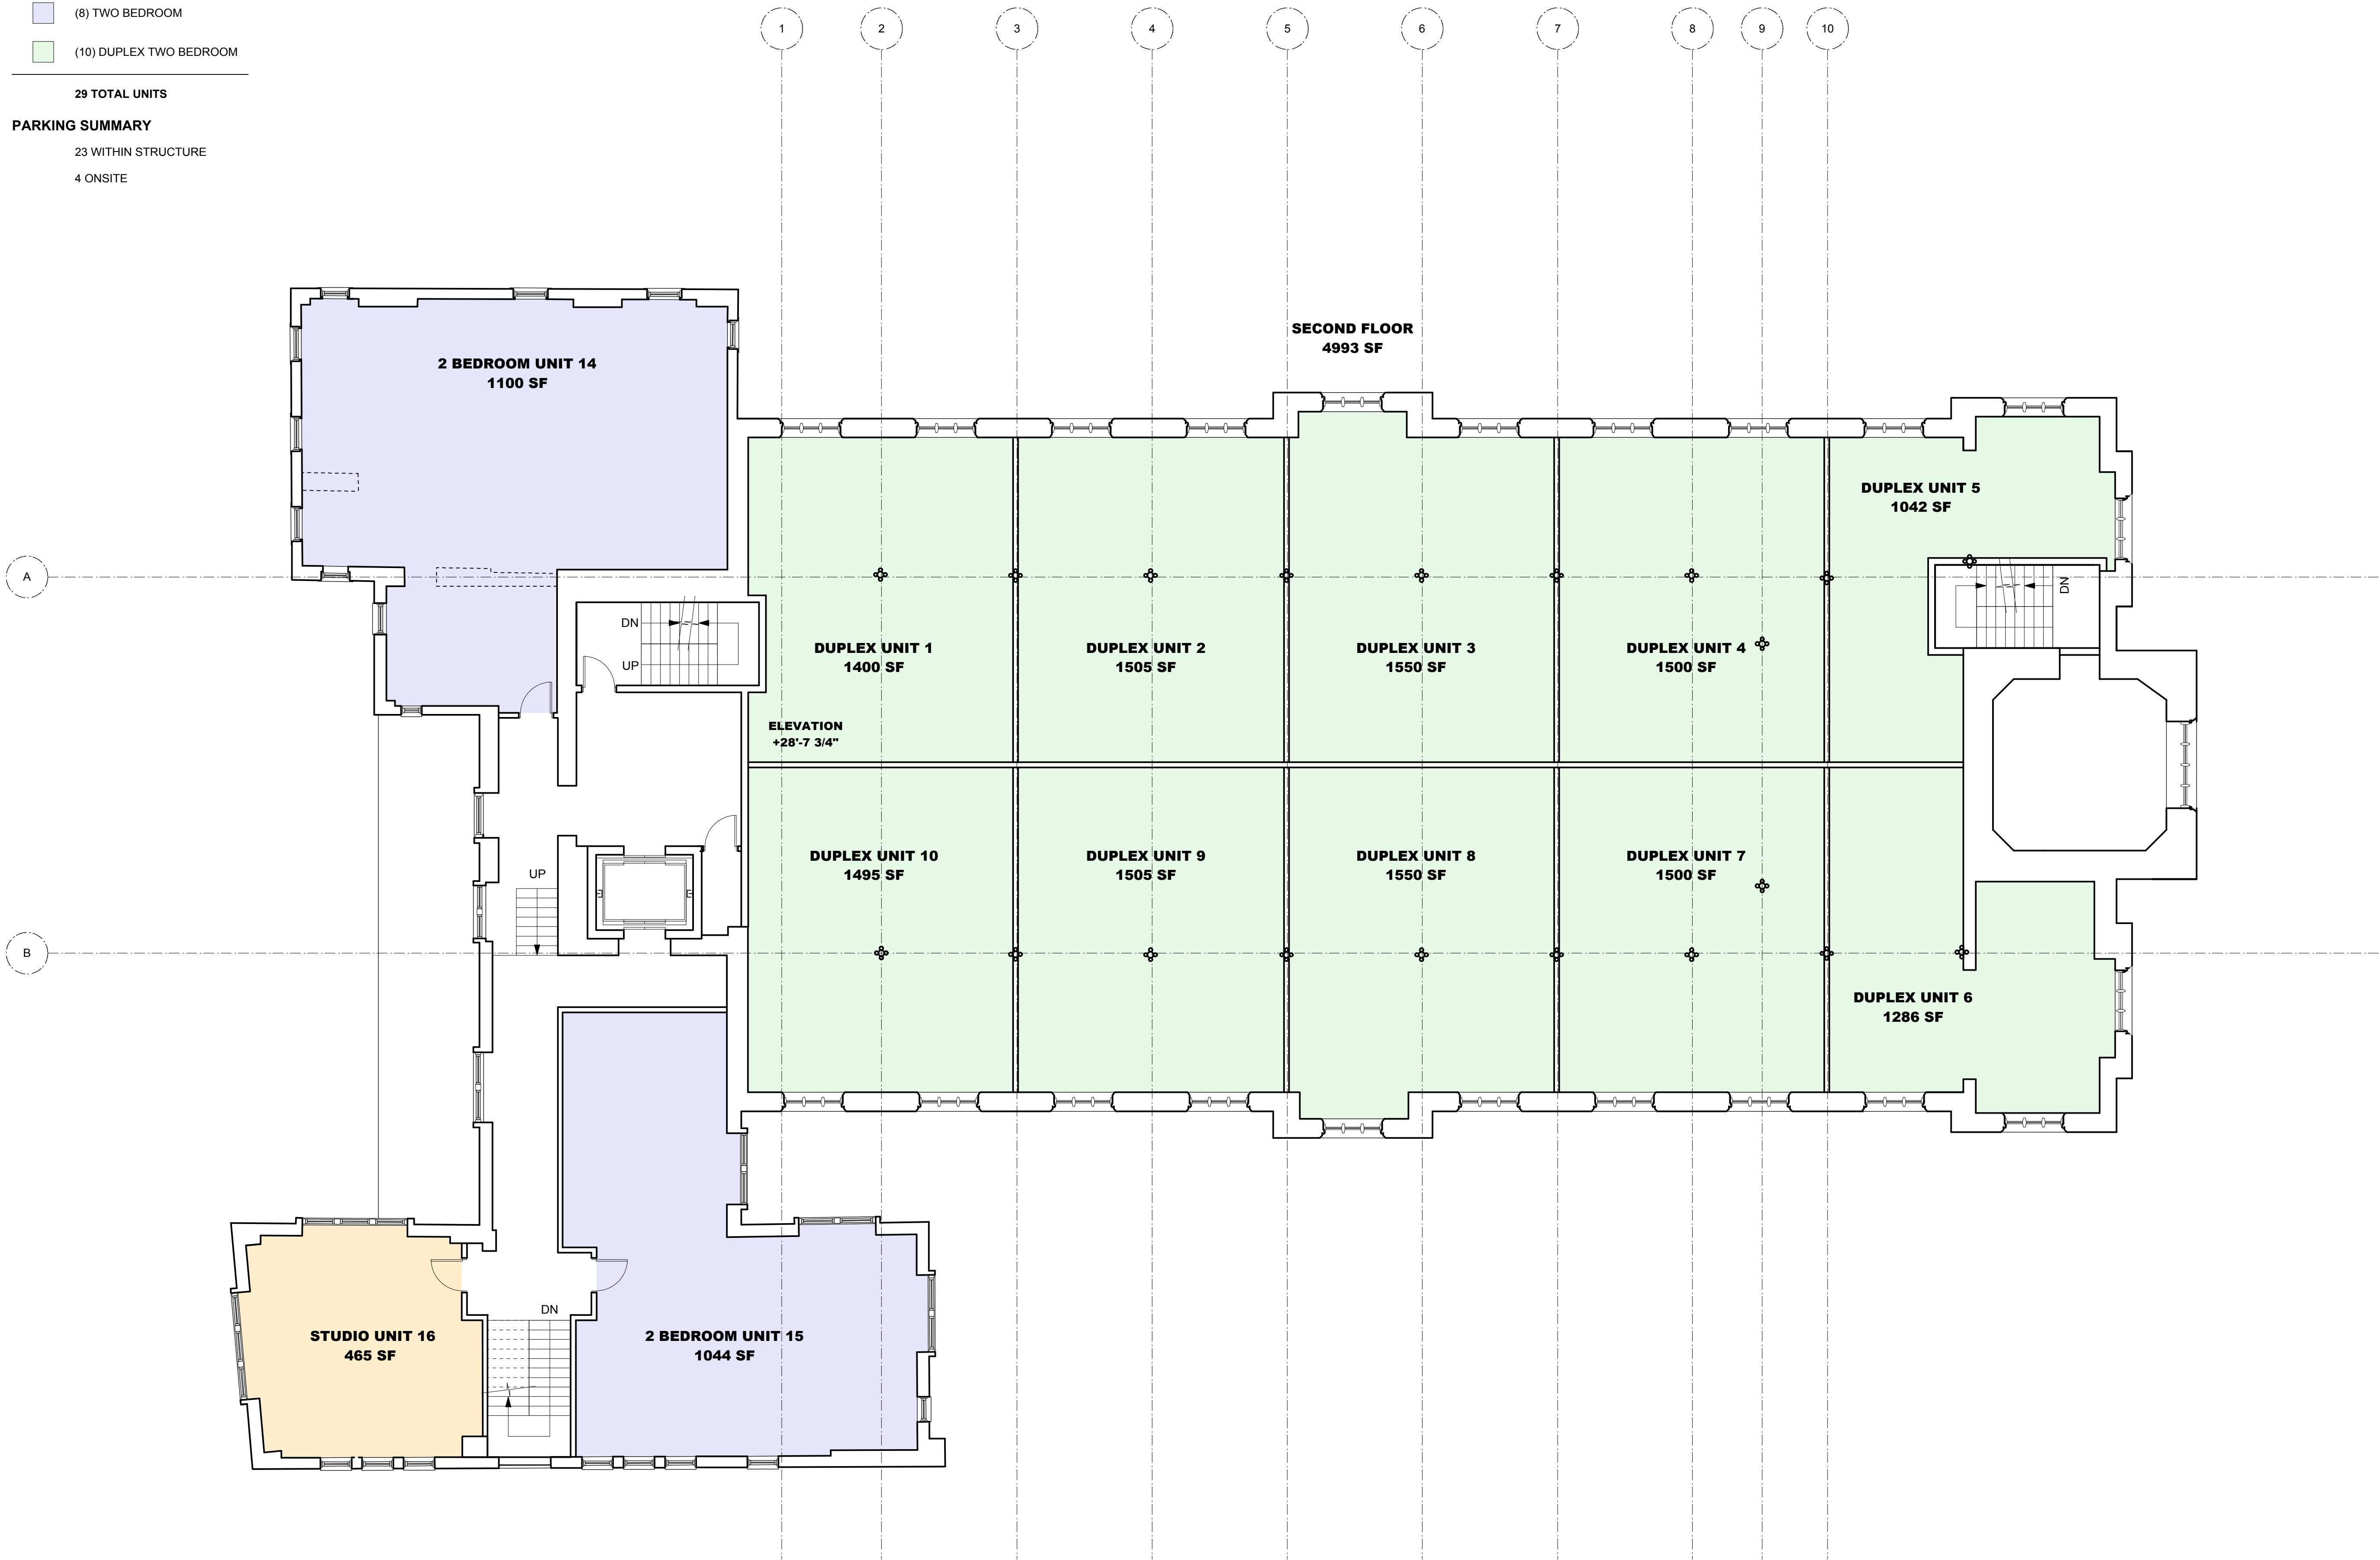 (8) TWO BEDROOM
(10) DUPLEX TWO BEDROOM
29 TOTAL UNITS
PARKING SUMMARY
23 WITHIN STRUCTURE
4 ONSITE
1 2 3 4 5 6 7 8 9 10
SECOND FLOOR
4993 SF
2 BEDROOM UNIT 14
1100 SF
DUPLEX UNIT 5
1042 SF
A
DN
DN
UP
DUPLEX UNIT 1
1400 SF
DUPLEX UNIT 2
1505 SF
DUPLEX UNIT 3
1550 SF
DUPLEX UNIT 4
1500 SF
ELEVATION
+28'-7 3/4"
DUPLEX UNIT 10
1495 SF
DUPLEX UNIT 9
1505 SF
DUPLEX UNIT 8
1550 SF
DUPLEX UNIT 7
1500 SF
UP
B
DUPLEX UNIT 6
1286 SF
DN
STUDIO UNIT 16
465 SF
2 BEDROOM UNIT 15
1044 SF